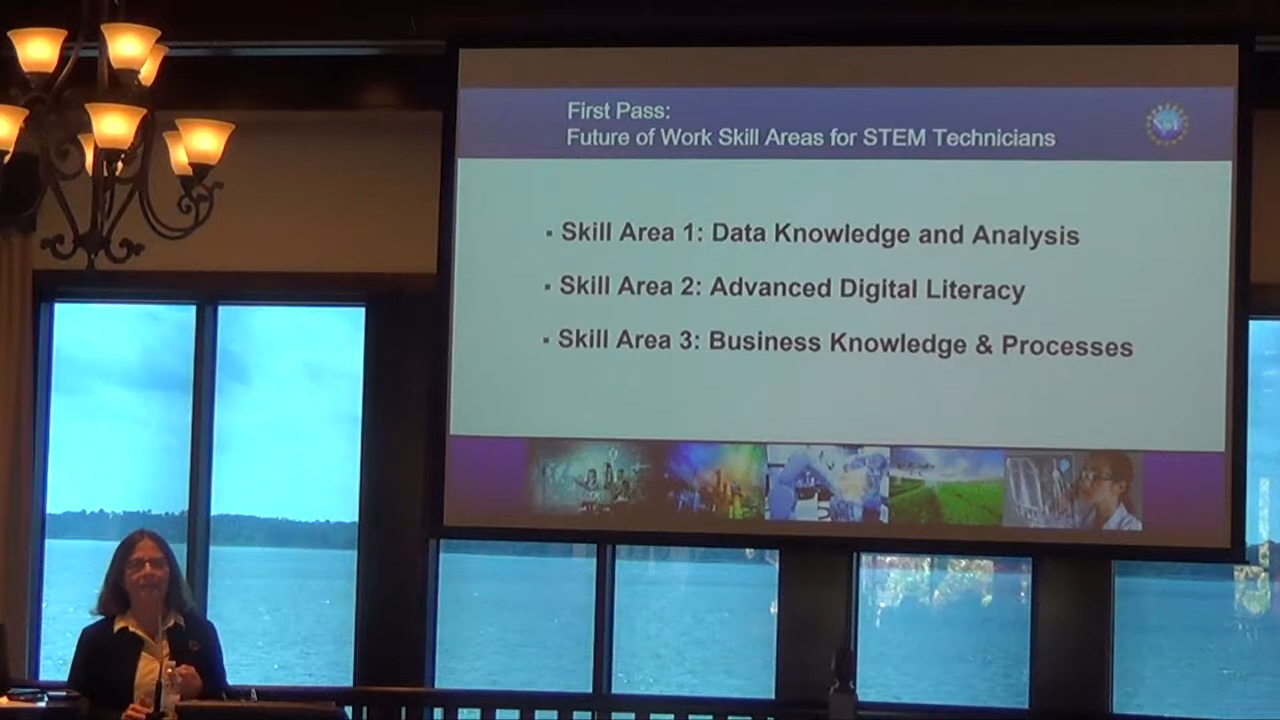 First Pass:
Future of Work Skill Areas for STEM Technicians
▪ Skill Area 1: Data Knowledge and Analysis
▪ Skill Area 2: Advanced Digital Literacy
▪ Skill Area 3: Business Knowledge & Processes